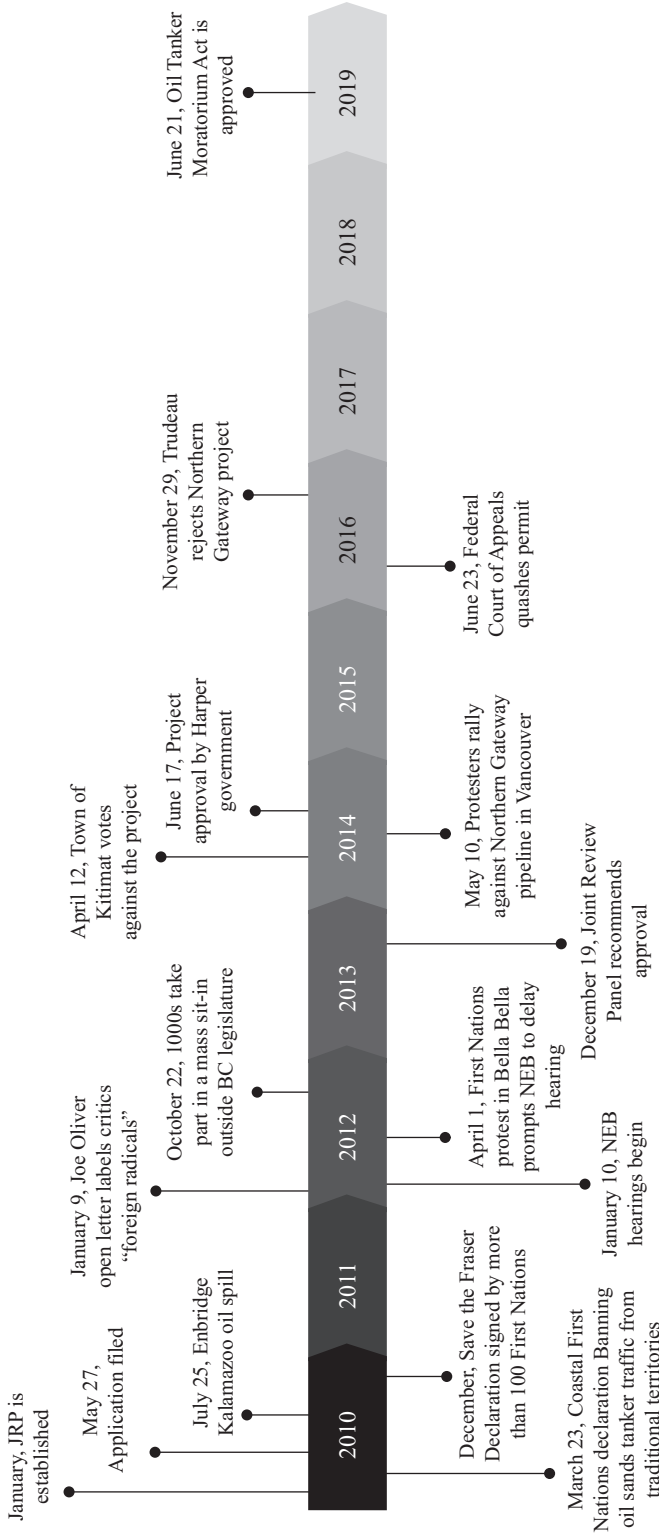 January, JRP is
established
May 27,
Application filed
July 25, Enbridge
Kalamazoo oil spill
January 9, Joe Oliver
open letter labels critics
“foreign radicals”
October 22, 1000s take
part in a mass sit-in
outside BC legislature
April 12, Town of
Kitimat votes
against the project
June 17, Project
approval by Harper
government
November 29, Trudeau
rejects Northern
Gateway project
June 21, Oil Tanker
Moratorium Act is
approved
2010
2011
2012
2013
2014
2015
2016
2017
2018
2019
March 23, Coastal First
Nations declaration Banning
oil sands tanker traffic from
traditional territories
December, Save the Fraser
Declaration signed by more
than 100 First Nations
January 10, NEB
hearings begin
April 1, First Nations
protest in Bella Bella
prompts NEB to delay
hearing
December 19, Joint Review
Panel recommends
approval
May 10, Protesters rally
against Northern Gateway
pipeline in Vancouver
June 23, Federal
Court of Appeals
quashes permit